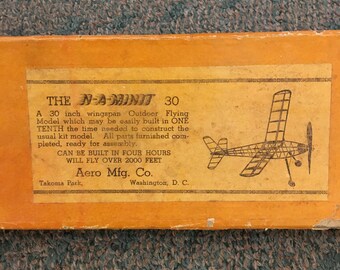 THE N-A-MINIT 30
A 30 inch wingspan Outdoor Flying
Model which may be easily built in ONE
TENTH the time needed to construct the
usual kit model. All parts furnished com-
pleted, ready for assembly.
CAN BE BUILT IN FOUR HOURS
WILL FLY OVER 2000 FEET
Aero Mfg. Co.
Takoma Park, Washington, D. C.